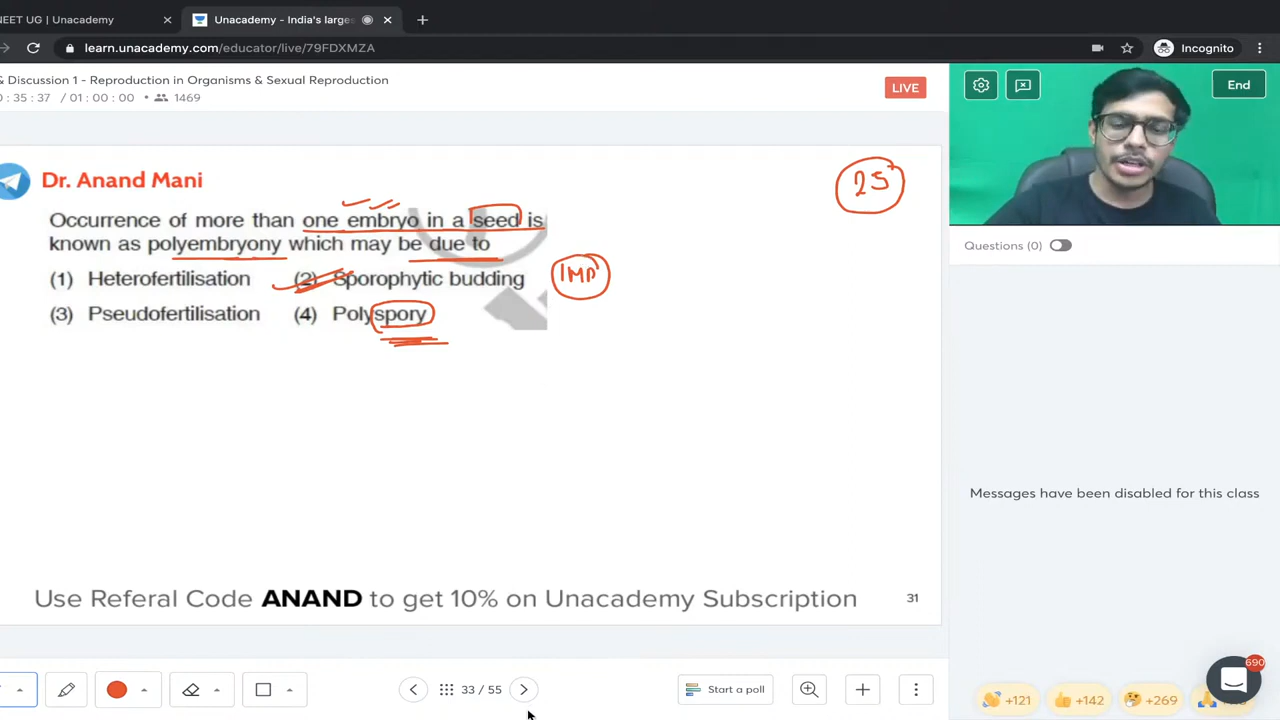 NEET UG | Unacademy
Unacademy - India's larges
learn.unacademy.com/educator/live/79FDXMZA
Incognito
& Discussion 1 - Reproduction in Organisms & Sexual Reproduction
0 : 35 : 37 / 01 : 00 : 00 • 1469
LIVE
End
Dr. Anand Mani
25
Occurrence of more than one embryo in a seed is
known as polyembryony which may be due to
(1) Heterofertilisation (2) Sporophytic budding
IMP
(3) Pseudofertilisation (4) Polyspory
Questions (0)
Messages have been disabled for this class
Use Referal Code ANAND to get 10% on Unacademy Subscription
31
33 / 55
Start a poll
+121
+142
+269
690